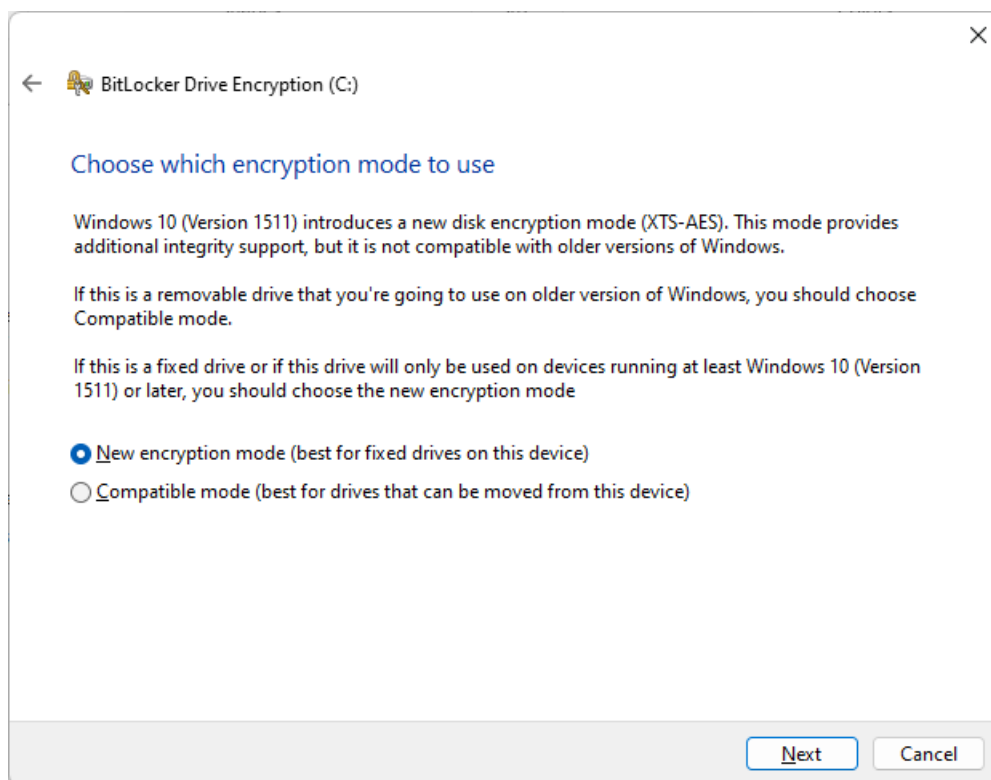 BitLocker Drive Encryption (C:)
Choose which encryption mode to use
Windows 10 (Version 1511) introduces a new disk encryption mode (XTS-AES). This mode provides
additional integrity support, but it is not compatible with older versions of Windows.
If this is a removable drive that you're going to use on older version of Windows, you should choose
Compatible mode.
If this is a fixed drive or if this drive will only be used on devices running at least Windows 10 (Version
1511) or later, you should choose the new encryption mode
New encryption mode (best for fixed drives on this device)
Compatible mode (best for drives that can be moved from this device)
Next Cancel